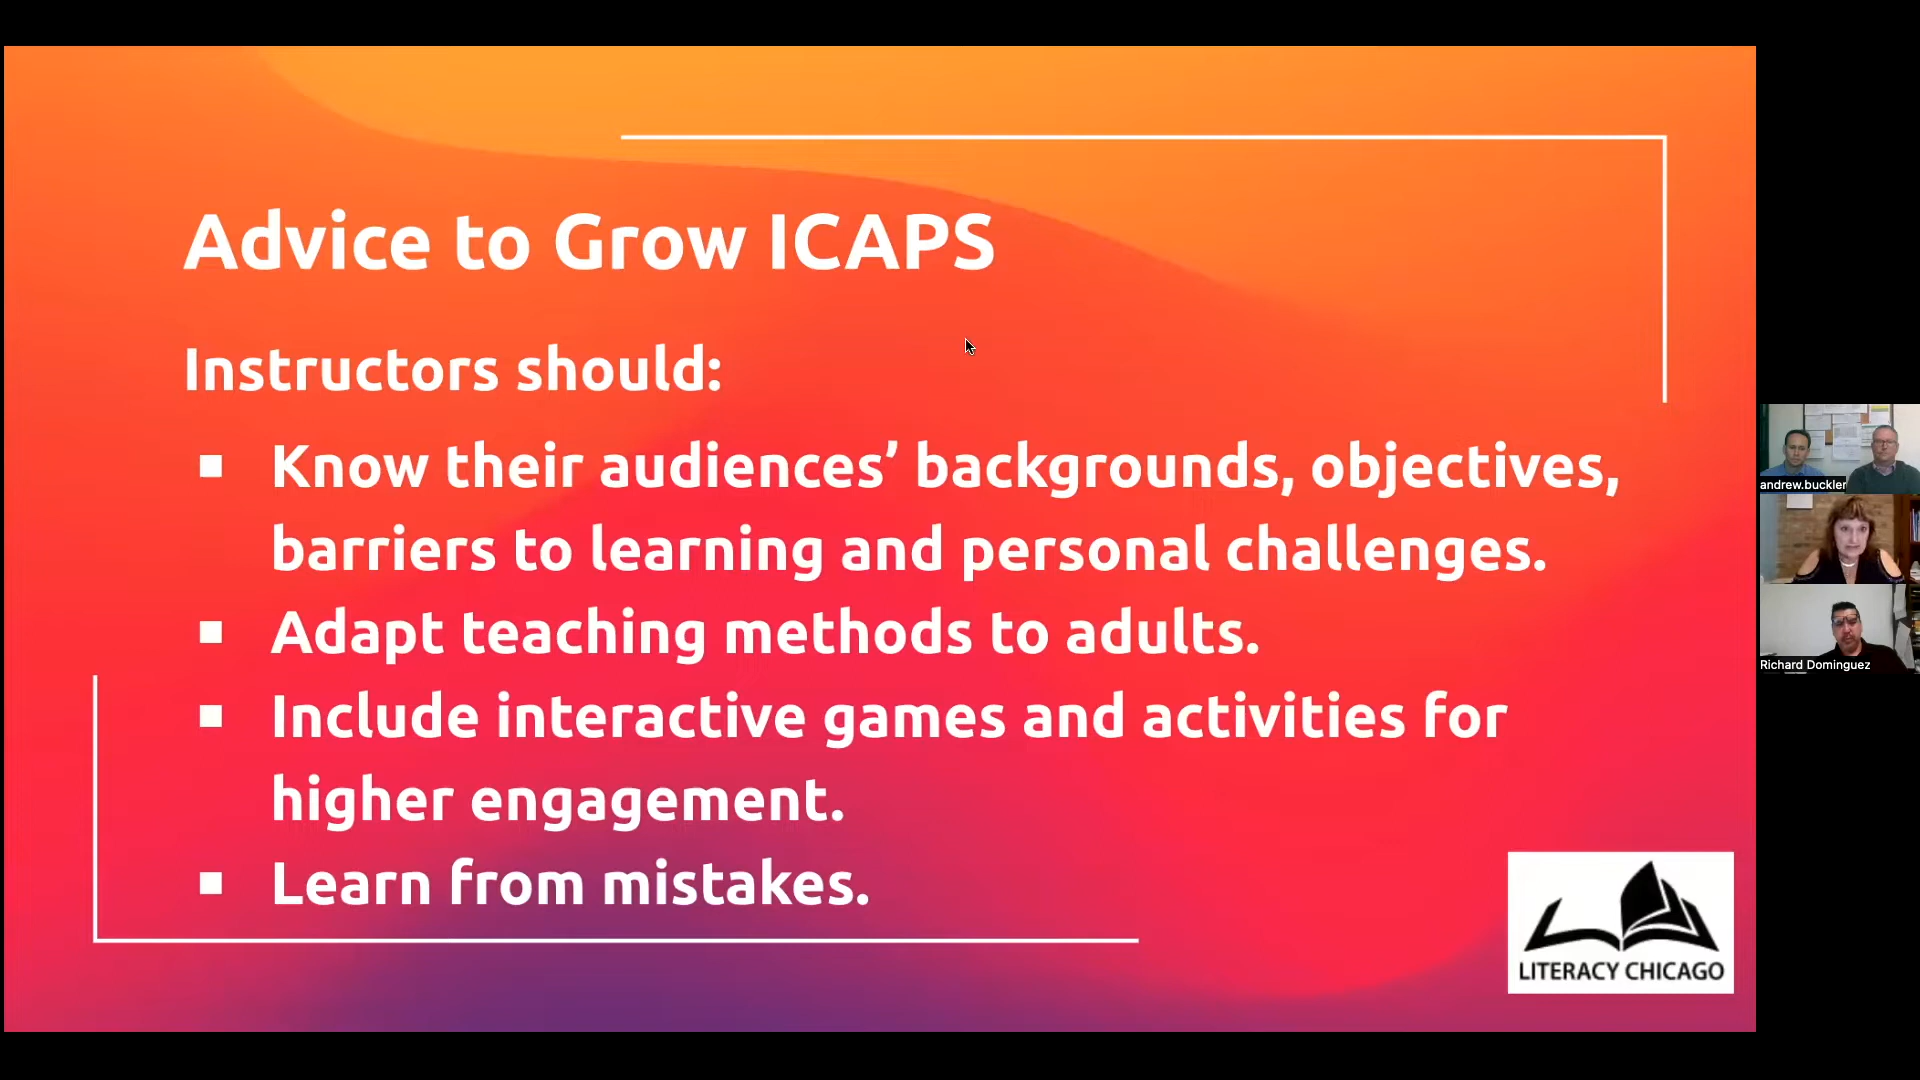 Advice to Grow ICAPS
Instructors should:
▪ Know their audiences’ backgrounds, objectives,
barriers to learning and personal challenges.
▪ Adapt teaching methods to adults.
▪ Include interactive games and activities for
higher engagement.
▪ Learn from mistakes.
LITERACY CHICAGO
andrew.buckler
Richard Dominguez